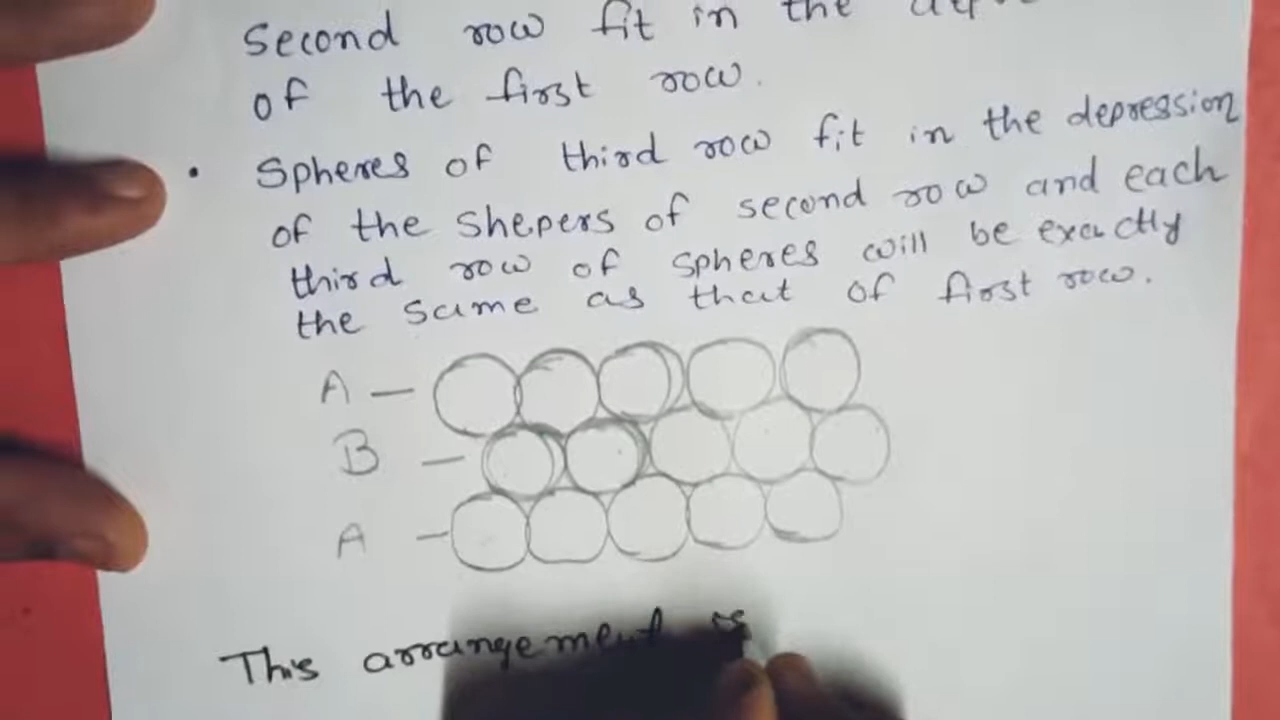 Second row fit in the
of the first row.
• Spheres of third row fit in the depression
of the shepers of second row and each
third row of spheres will be exactly
the same as that of first row.
A —
B —
A —
This arrangement is